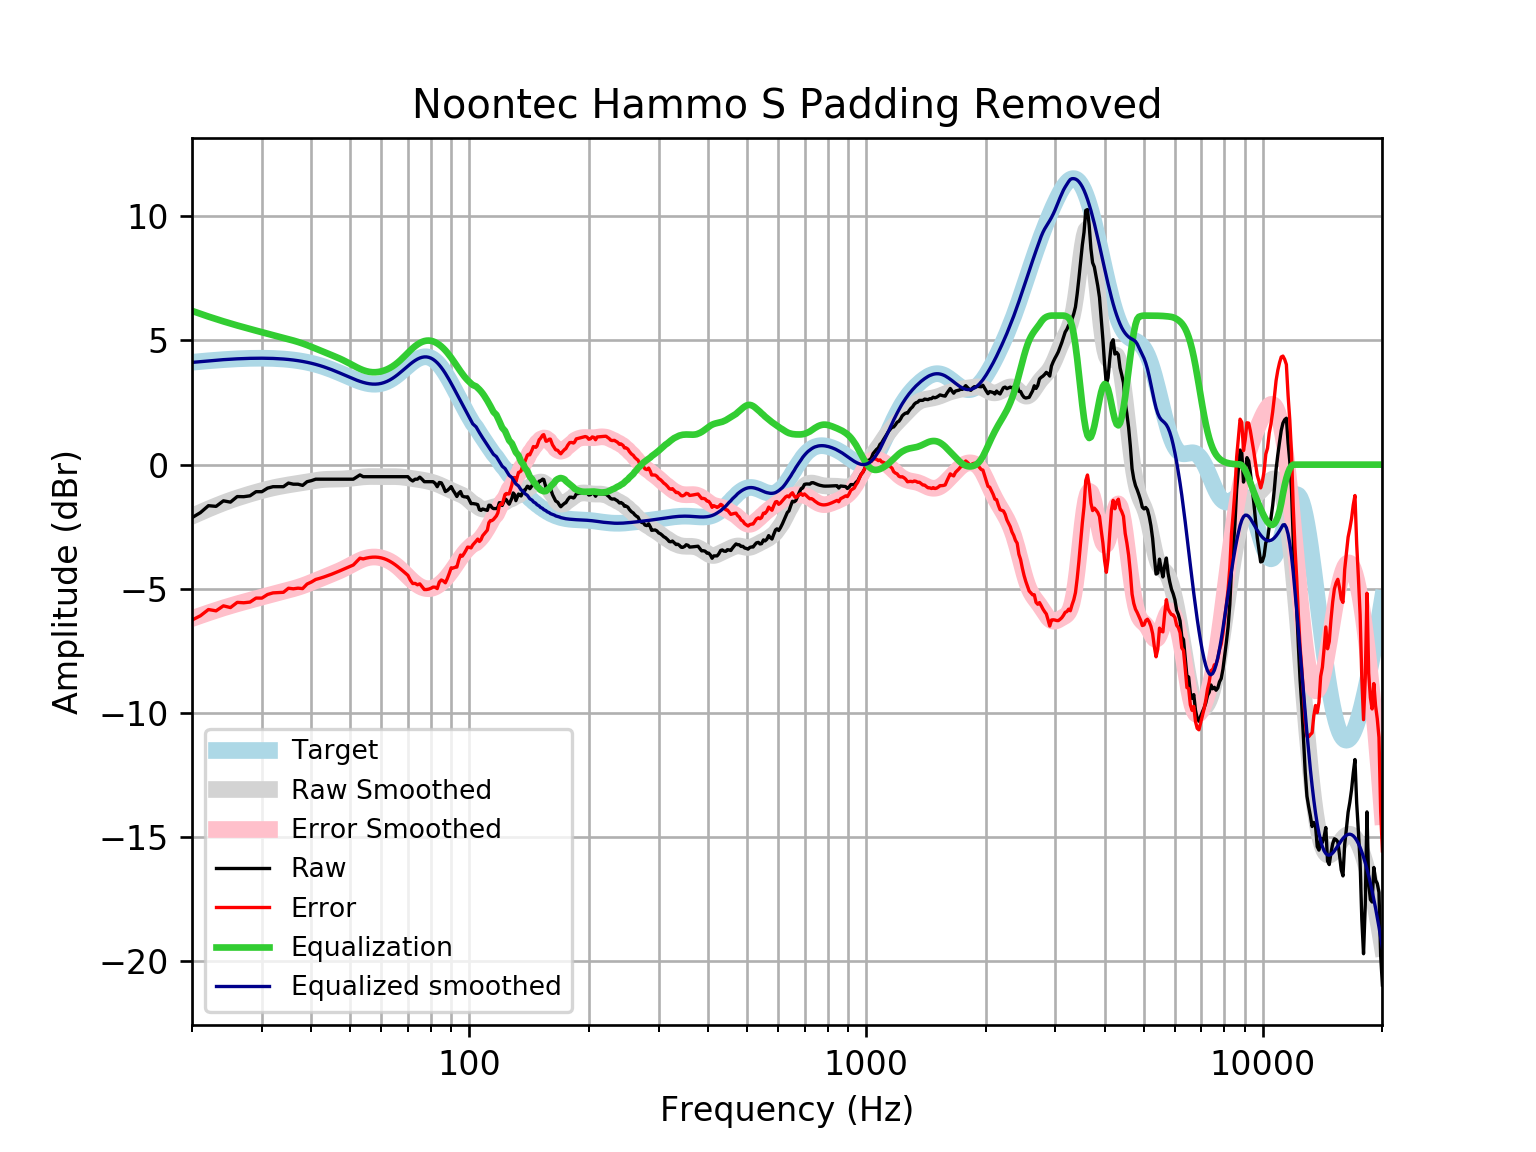 Noontec Hammo S Padding Removed
Amplitude (dBr)
10
5
0
−5
−10
−15
−20
Target
Raw Smoothed
Error Smoothed
Raw
Error
Equalization
Equalized smoothed
100 1000 10000
Frequency (Hz)